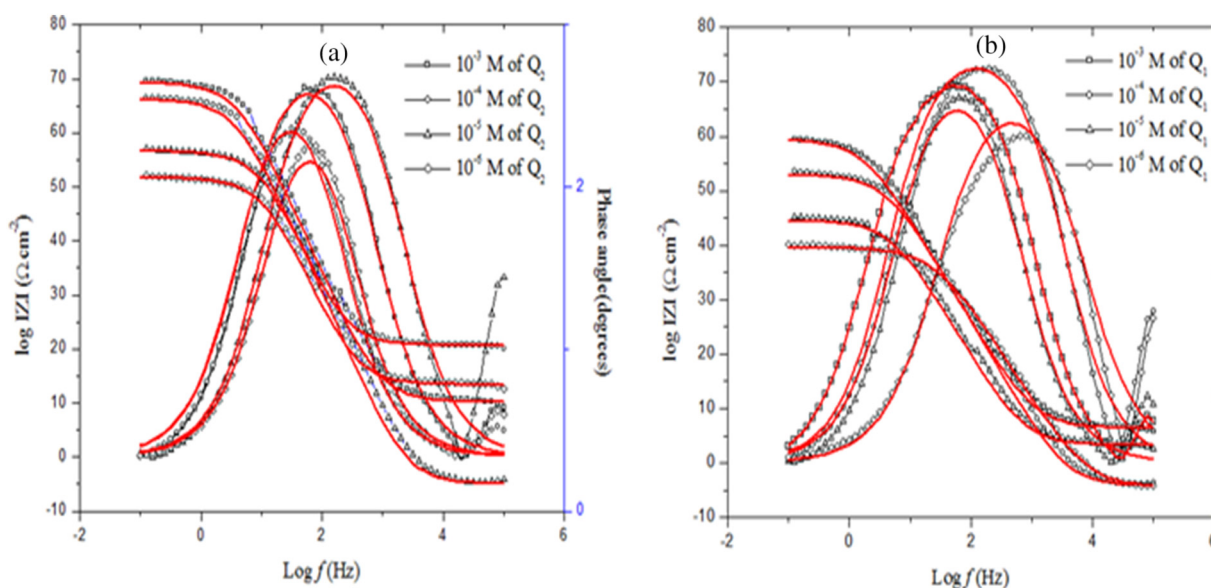 (a)
10⁻³ M of Q₂
10⁻⁴ M of Q₂
10⁻⁵ M of Q₂
10⁻⁶ M of Q₂
80
70
60
50
40
30
20
10
0
-10
log IZI (Ω cm⁻²)
2
0
Phase angle(degrees)
-2
0
2
4
6
Log f (Hz)
(b)
10⁻³ M of Q₁
10⁻⁴ M of Q₁
10⁻⁵ M of Q₁
10⁻⁶ M of Q₁
80
70
60
50
40
30
20
10
0
-10
log IZI (Ω cm⁻²)
-2
0
2
4
6
Log f (Hz)